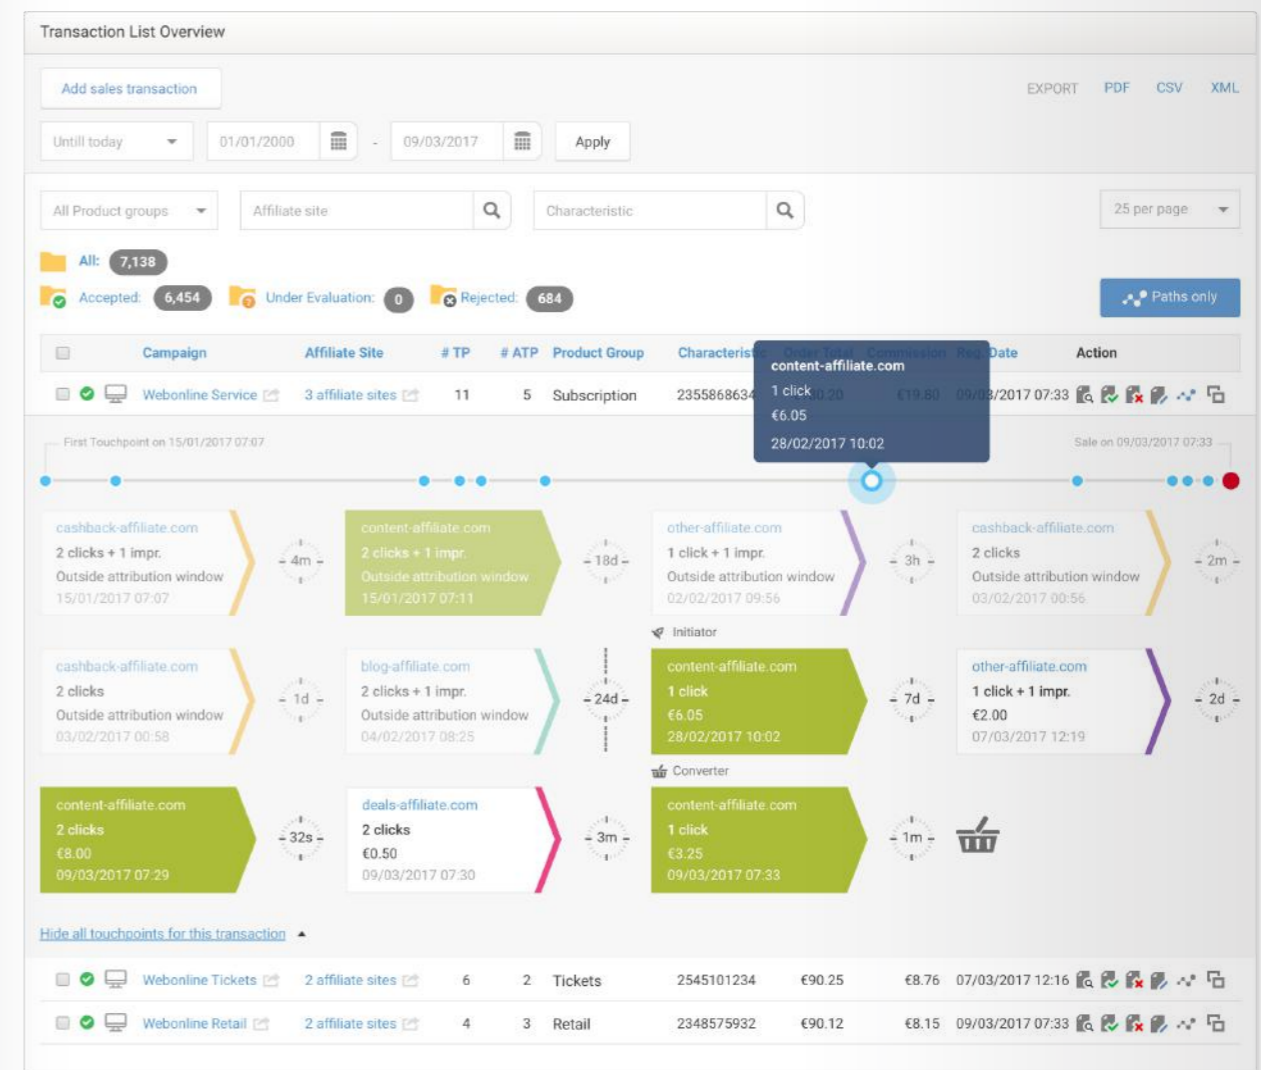 Transaction List Overview
Add sales transaction
EXPORT PDF CSV XML
Untill today 01/01/2000 - 09/03/2017 Apply
All Product groups Affiliate site Characteristic 25 per page
All: 7,138
Accepted: 6,454 Under Evaluation: 0 Rejected: 684 Paths only
Campaign Affiliate Site # TP # ATP Product Group Characteristic Order Total Commission Reg. Date Action
content-affiliate.com
1 click
€6.05
28/02/2017 10:02
Webonline Service 3 affiliate sites 11 5 Subscription 2355868634 €19.80 09/03/2017 07:33
First Touchpoint on 15/01/2017 07:07 Sale on 09/03/2017 07:33
cashback-affiliate.com
2 clicks + 1 impr.
Outside attribution window
15/01/2017 07:07
- 4m -
content-affiliate.com
2 clicks + 1 impr.
Outside attribution window
15/01/2017 07:11
- 18d -
other-affiliate.com
1 click + 1 impr.
Outside attribution window
02/02/2017 09:56
- 3h -
cashback-affiliate.com
2 clicks
Outside attribution window
03/02/2017 00:56
- 2m -
cashback-affiliate.com
2 clicks
Outside attribution window
03/02/2017 00:58
- 1d -
blog-affiliate.com
2 clicks + 1 impr.
Outside attribution window
04/02/2017 08:25
- 24d -
Initiator
content-affiliate.com
1 click
€6.05
28/02/2017 10:02
- 7d -
other-affiliate.com
1 click + 1 impr.
€2.00
07/03/2017 12:19
- 2d -
content-affiliate.com
2 clicks
€8.00
09/03/2017 07:29
- 32s -
deals-affiliate.com
2 clicks
€0.50
09/03/2017 07:30
- 3m -
Converter
content-affiliate.com
1 click
€3.25
09/03/2017 07:33
- 1m -
Hide all touchpoints for this transaction
Webonline Tickets 2 affiliate sites 6 2 Tickets 2545101234 €90.25 €8.76 07/03/2017 12:16
Webonline Retail 2 affiliate sites 4 3 Retail 2348575932 €90.12 €8.15 09/03/2017 07:33